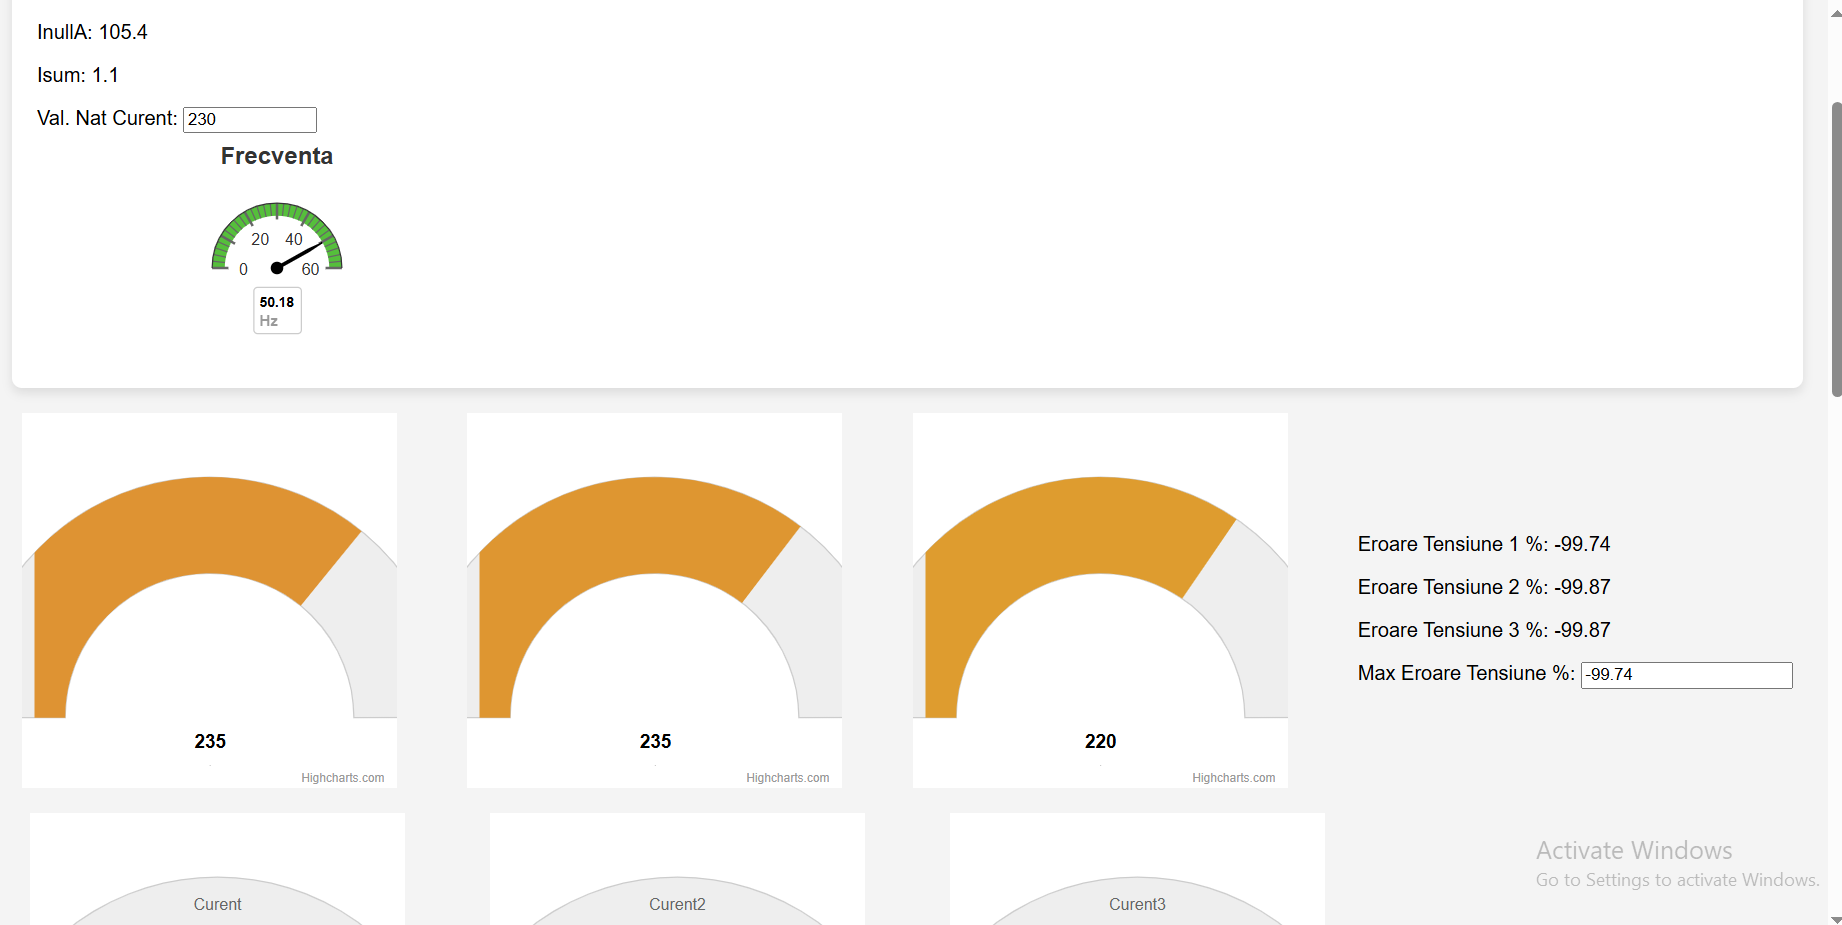 InullA: 105.4
Isum: 1.1
Val. Nat Curent: 230
Frecventa
20 40
0 60
50.18
Hz
235
Highcharts.com
235
Highcharts.com
220
Highcharts.com
Eroare Tensiune 1 %: -99.74
Eroare Tensiune 2 %: -99.87
Eroare Tensiune 3 %: -99.87
Max Eroare Tensiune %: -99.74
Curent
Curent2
Curent3
Activate Windows
Go to Settings to activate Windows.